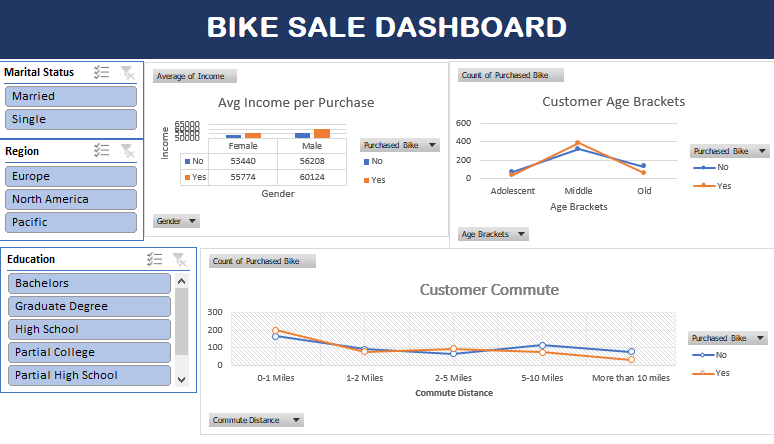 BIKE SALE DASHBOARD
Marital Status
Married
Single
Region
Europe
North America
Pacific
Average of Income
Avg Income per Purchase
Income
65000
60000
55000
50000
Female Male
No 53440 56208
Yes 55774 60124
Gender
Purchased Bike
No
Yes
Gender
Count of Purchased Bike
Customer Age Brackets
600
400
200
0
Adolescent Middle Old
Age Brackets
Purchased Bike
No
Yes
Age Brackets
Education
Bachelors
Graduate Degree
High School
Partial College
Partial High School
Count of Purchased Bike
Customer Commute
300
200
100
0
0-1 Miles 1-2 Miles 2-5 Miles 5-10 Miles More than 10 miles
Commute Distance
Purchased Bike
No
Yes
Commute Distance